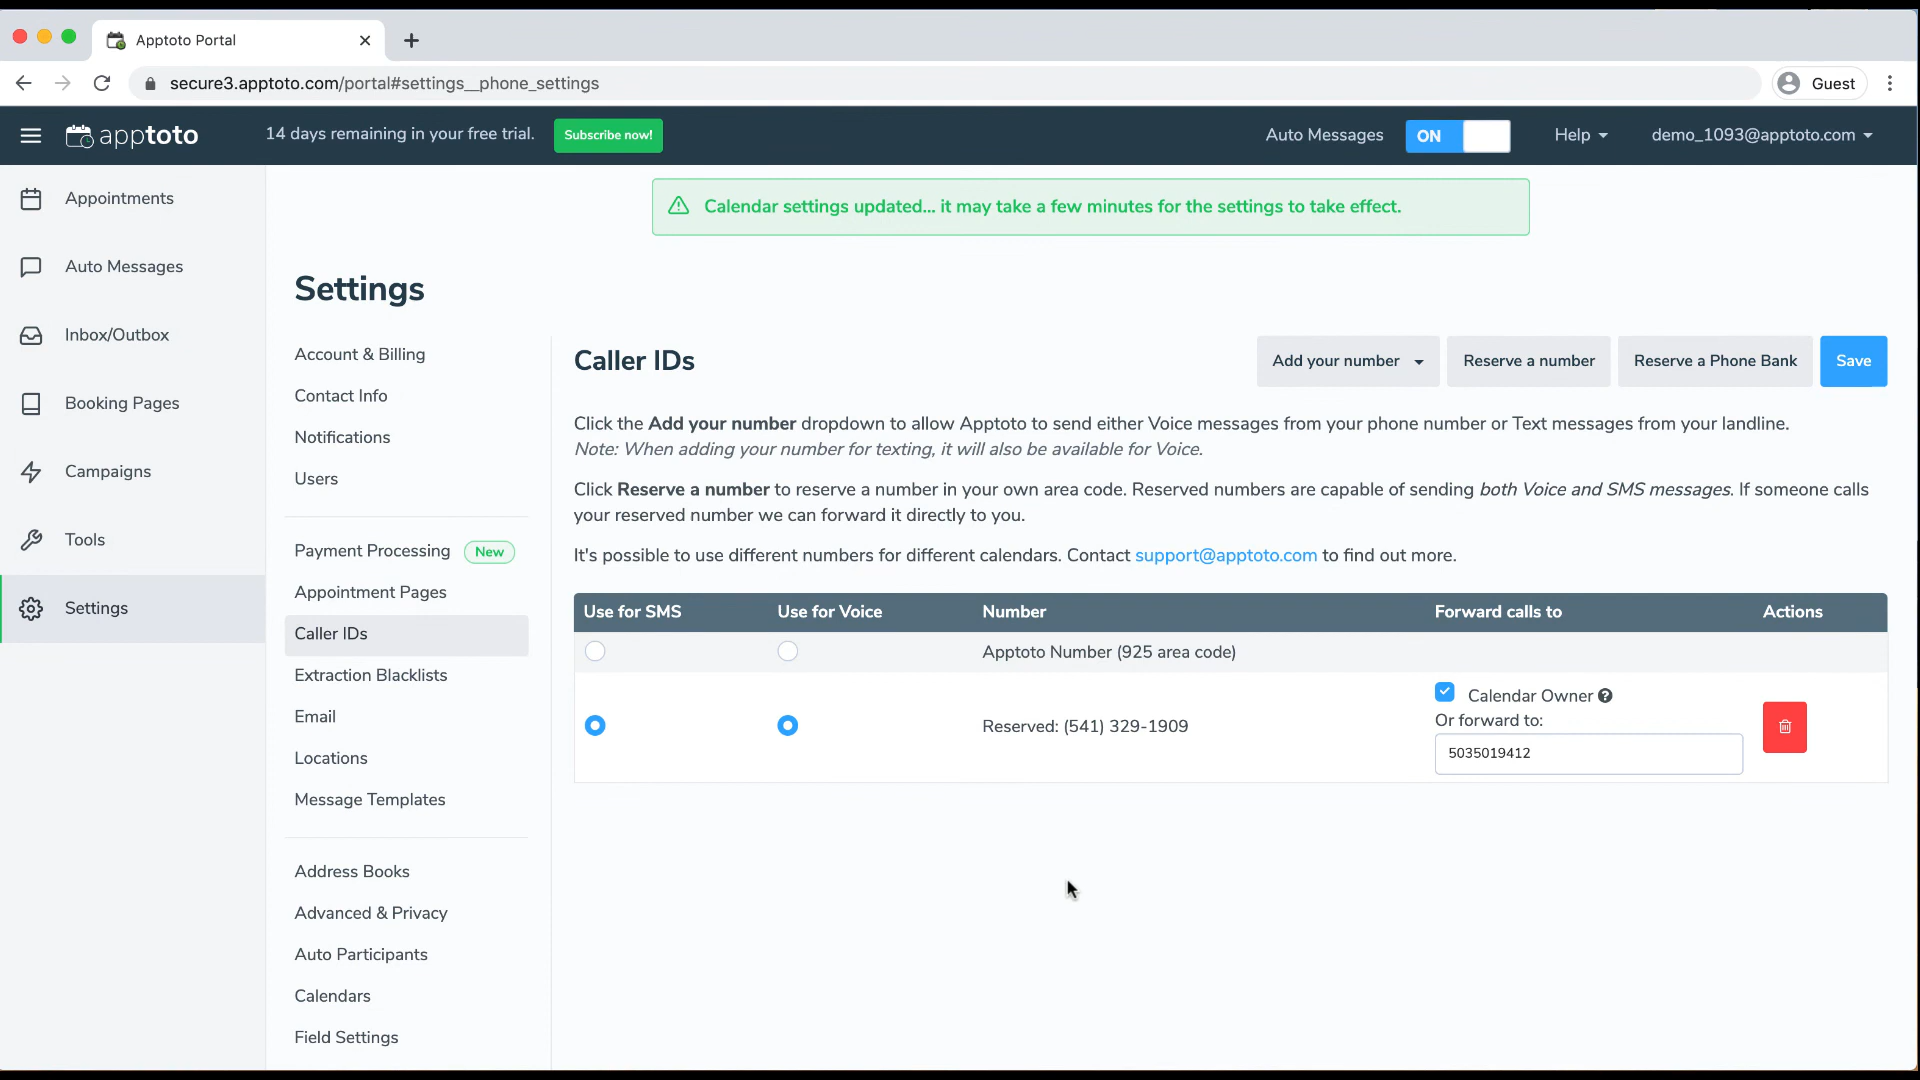 Apptoto Portal
secure3.apptoto.com/portal#settings__phone_settings
Guest
apptoto
14 days remaining in your free trial.
Subscribe now!
Auto Messages
ON
Help
demo_1093@apptoto.com
Appointments
Auto Messages
Inbox/Outbox
Booking Pages
Campaigns
Tools
Settings
Calendar settings updated... it may take a few minutes for the settings to take effect.
Settings
Account & Billing
Contact Info
Notifications
Users
Payment Processing New
Appointment Pages
Caller IDs
Extraction Blacklists
Email
Locations
Message Templates
Address Books
Advanced & Privacy
Auto Participants
Calendars
Field Settings
Caller IDs
Add your number
Reserve a number
Reserve a Phone Bank
Save
Click the Add your number dropdown to allow Apptoto to send either Voice messages from your phone number or Text messages from your landline.
Note: When adding your number for texting, it will also be available for Voice.
Click Reserve a number to reserve a number in your own area code. Reserved numbers are capable of sending both Voice and SMS messages. If someone calls
your reserved number we can forward it directly to you.
It's possible to use different numbers for different calendars. Contact support@apptoto.com to find out more.
Use for SMS Use for Voice Number Forward calls to Actions
Apptoto Number (925 area code)
Reserved: (541) 329-1909
Calendar Owner
Or forward to:
5035019412